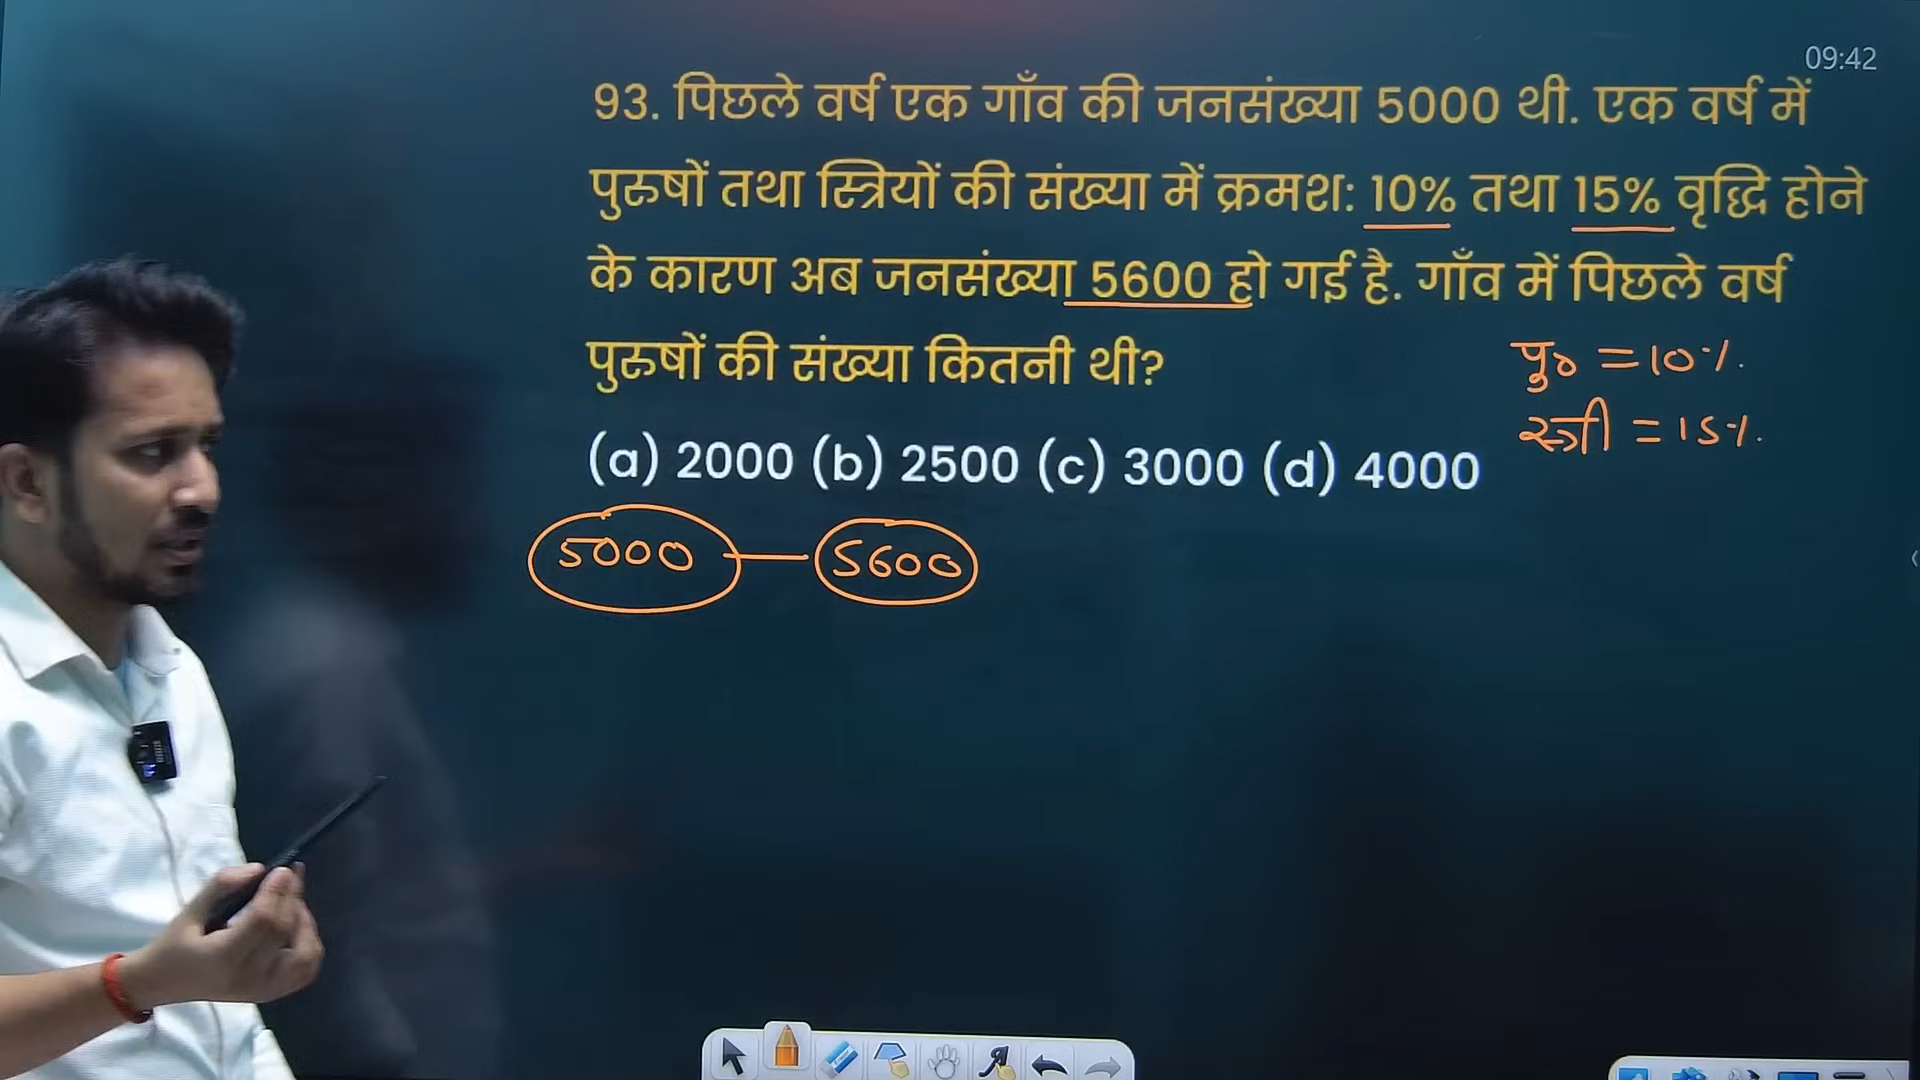 09:42
93. पिछले वर्ष एक गाँव की जनसंख्या 5000 थी. एक वर्ष में
पुरुषों तथा स्त्रियों की संख्या में क्रमश: 10% तथा 15% वृद्धि होने
के कारण अब जनसंख्या 5600 हो गई है. गाँव में पिछले वर्ष
पुरुषों की संख्या कितनी थी?
पु० = 10%.
स्त्री = 15%.
(a) 2000 (b) 2500 (c) 3000 (d) 4000
5000 — 5600